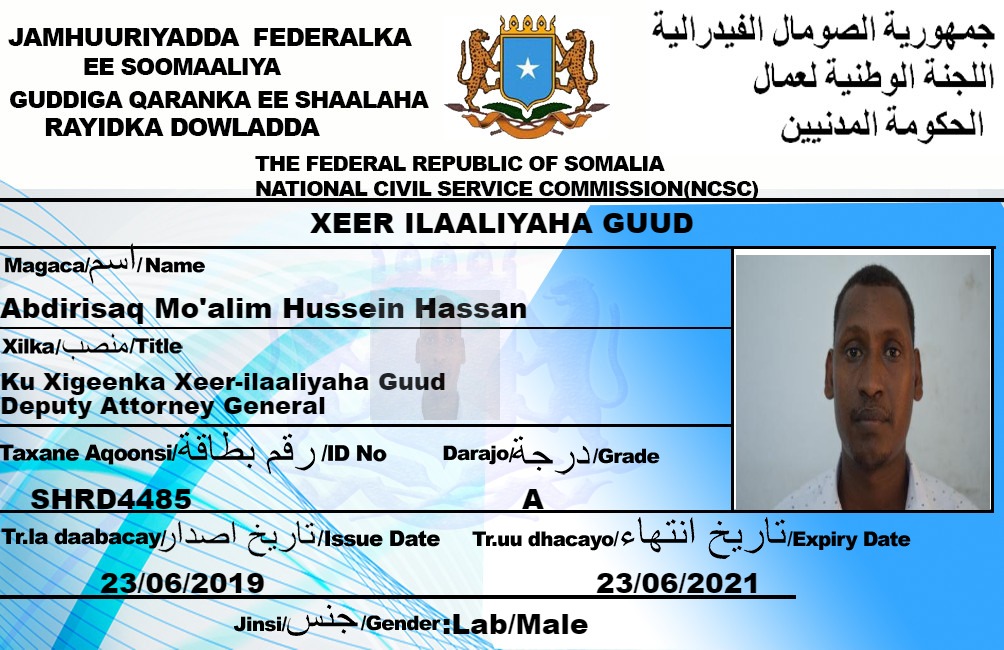 JAMHUURIYADDA FEDERALKA
EE SOOMAALIYA
GUDDIGA QARANKA EE SHAALAHA
RAYIDKA DOWLADDA
جمهورية الصومال الفيدرالية
اللجنة الوطنية لعمال
الحكومة المدنيين
THE FEDERAL REPUBLIC OF SOMALIA
NATIONAL CIVIL SERVICE COMMISSION(NCSC)
XEER ILAALIYAHA GUUD
Magaca/اسم/Name
Abdirisaq Mo'alim Hussein Hassan
Xilka/منصب/Title
Ku Xigeenka Xeer-ilaaliyaha Guud
Deputy Attorney General
Taxane Aqoonsi/رقم بطاقة/ID No Darajo/درجة/Grade
SHRD4485 A
Tr.la daabacay/تاريخ اصدار/Issue Date Tr.uu dhacayo/تاريخ انتهاء/Expiry Date
23/06/2019 23/06/2021
Jinsi/جنس/Gender:Lab/Male